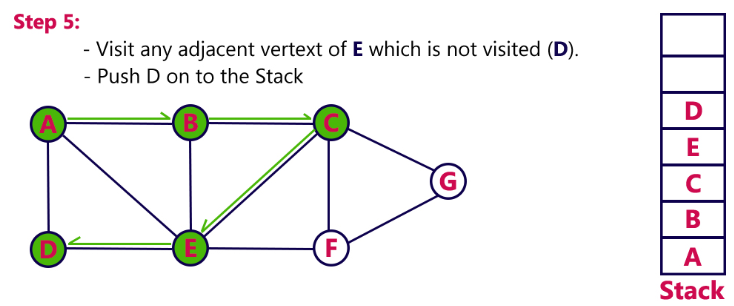 Step 5:
- Visit any adjacent vertext of E which is not visited (D).
- Push D on to the Stack
A
B
C
G
D
E
F
D
E
C
B
A
Stack